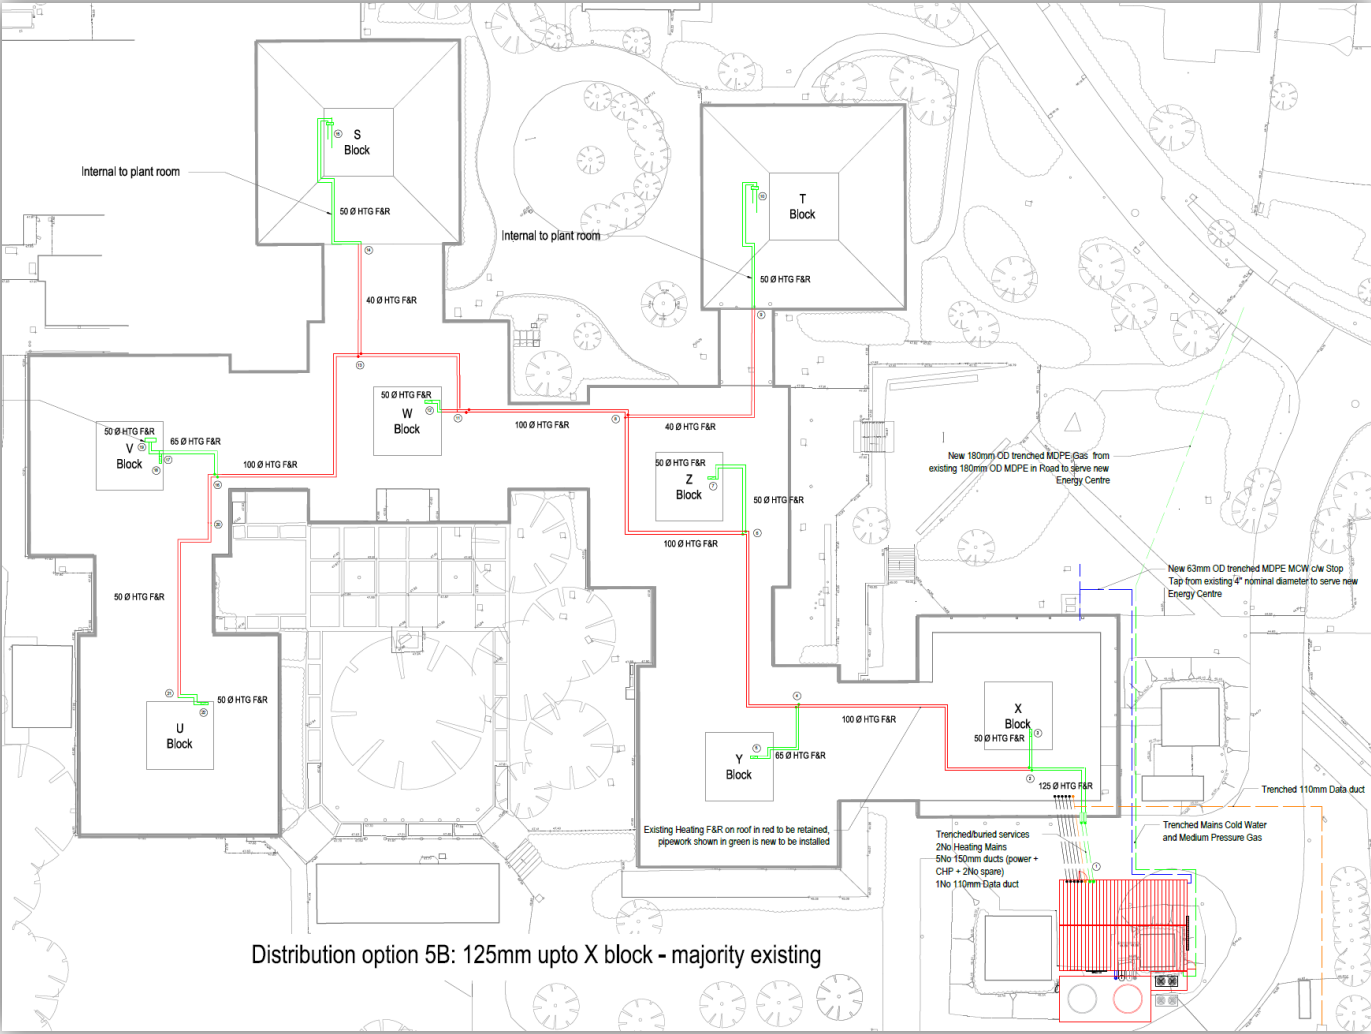 S
Block
Internal to plant room
50 Ø HTG F&R
T
Block
Internal to plant room
50 Ø HTG F&R
40 Ø HTG F&R
50 Ø HTG F&R
W
Block
100 Ø HTG F&R
40 Ø HTG F&R
50 Ø HTG F&R
V
Block
65 Ø HTG F&R
100 Ø HTG F&R
50 Ø HTG F&R
Z
Block
50 Ø HTG F&R
100 Ø HTG F&R
New 180mm OD trenched MDPE Gas from
existing 180mm OD MDPE in Road to serve new
Energy Centre
New 63mm OD trenched MDPE MCW c/w Stop
Tap from existing 4" nominal diameter to serve new
Energy Centre
50 Ø HTG F&R
50 Ø HTG F&R
U
Block
100 Ø HTG F&R
X
Block
50 Ø HTG F&R
Y
Block
65 Ø HTG F&R
125 Ø HTG F&R
Trenched 110mm Data duct
Existing Heating F&R on roof in red to be retained,
pipework shown in green is new to be installed
Trenched/buried services
2No Heating Mains
5No 150mm ducts (power +
CHP + 2No spare)
1No 110mm Data duct
Trenched Mains Cold Water
and Medium Pressure Gas
Distribution option 5B: 125mm upto X block - majority existing